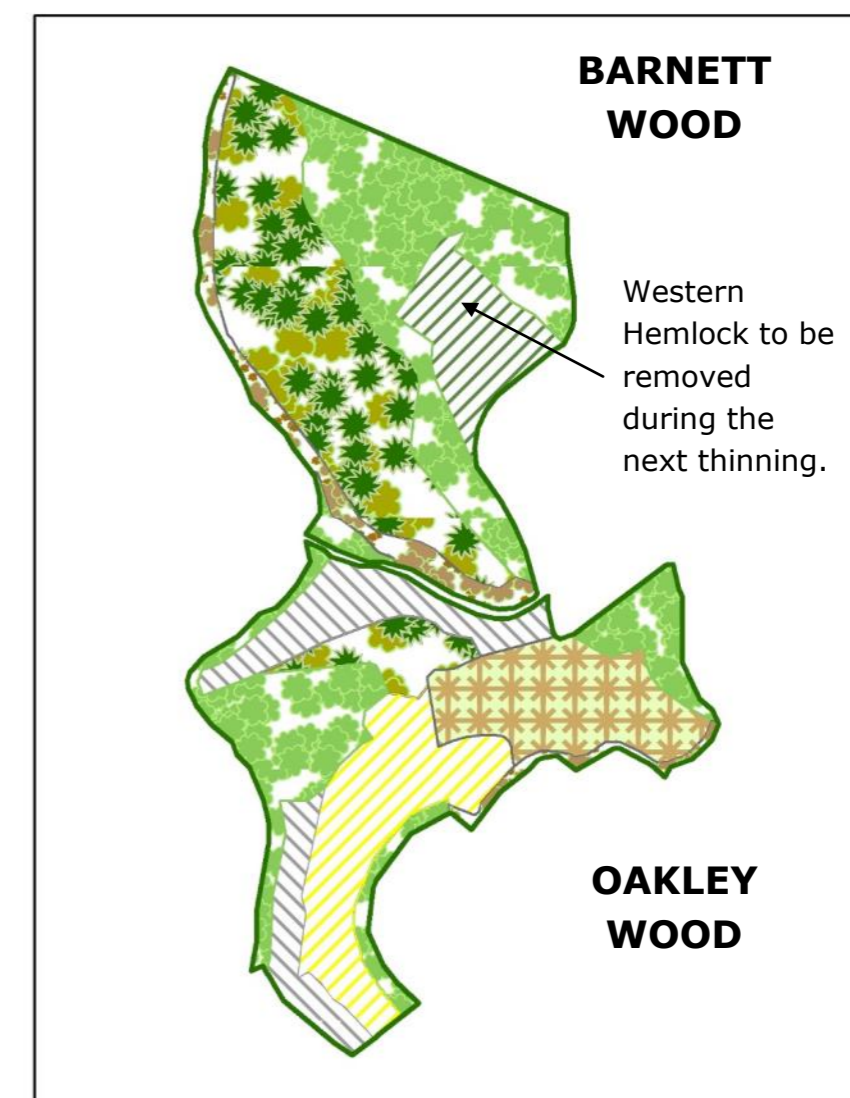 BARNETT
WOOD
Western
Hemlock to be
removed
during the
next thinning.
OAKLEY
WOOD